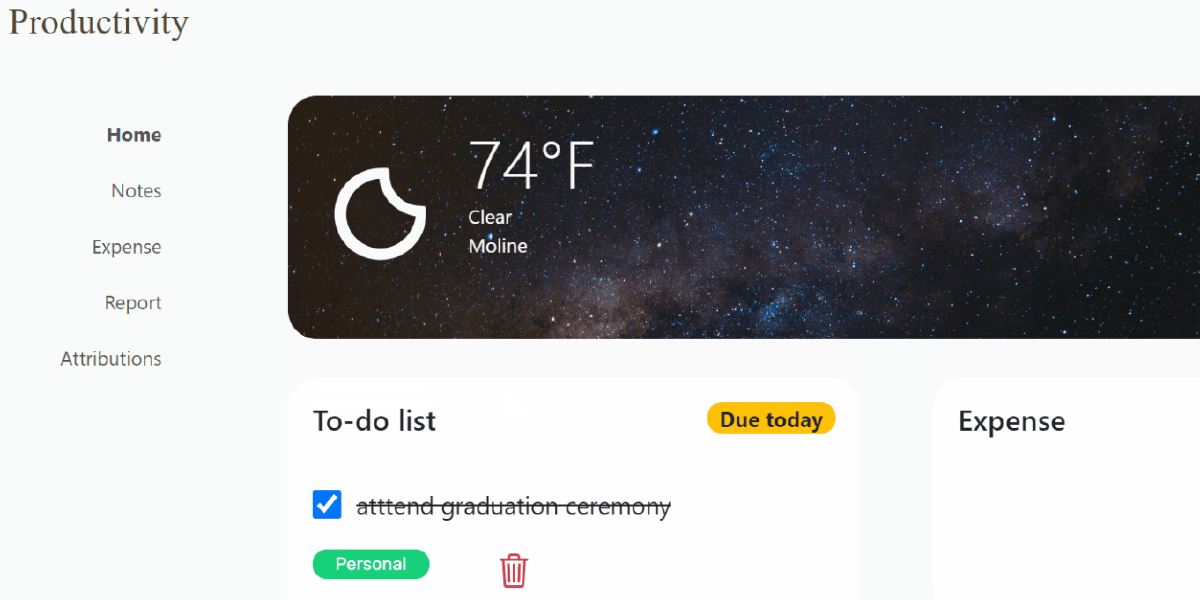 Productivity
Home
Notes
Expense
Report
Attributions
74°F
Clear
Moline
To-do list
Due today
atttend graduation ceremony
Personal
Expense